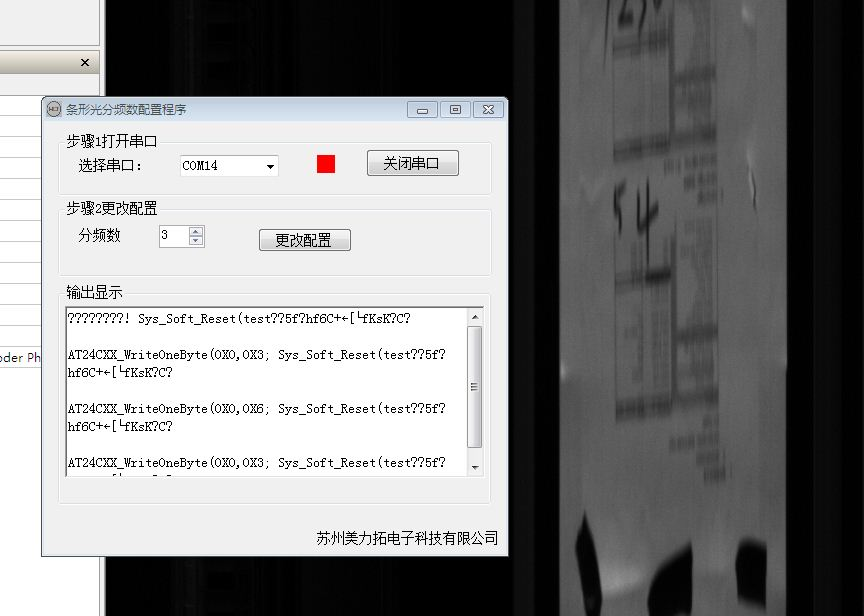 条形光分频数配置程序
步骤1打开串口
选择串口:
COM14
关闭串口
步骤2更改配置
分频数
3
更改配置
输出显示
????????! Sys_Soft_Reset(test??5f?hf6C+←[└fKsK?C?
AT24CXX_WriteOneByte(0X0,0X3; Sys_Soft_Reset(test??5f?
hf6C+←[└fKsK?C?
AT24CXX_WriteOneByte(0X0,0X6; Sys_Soft_Reset(test??5f?
hf6C+←[└fKsK?C?
AT24CXX_WriteOneByte(0X0,0X3; Sys_Soft_Reset(test??5f?
oder Ph
苏州美力拓电子科技有限公司
54